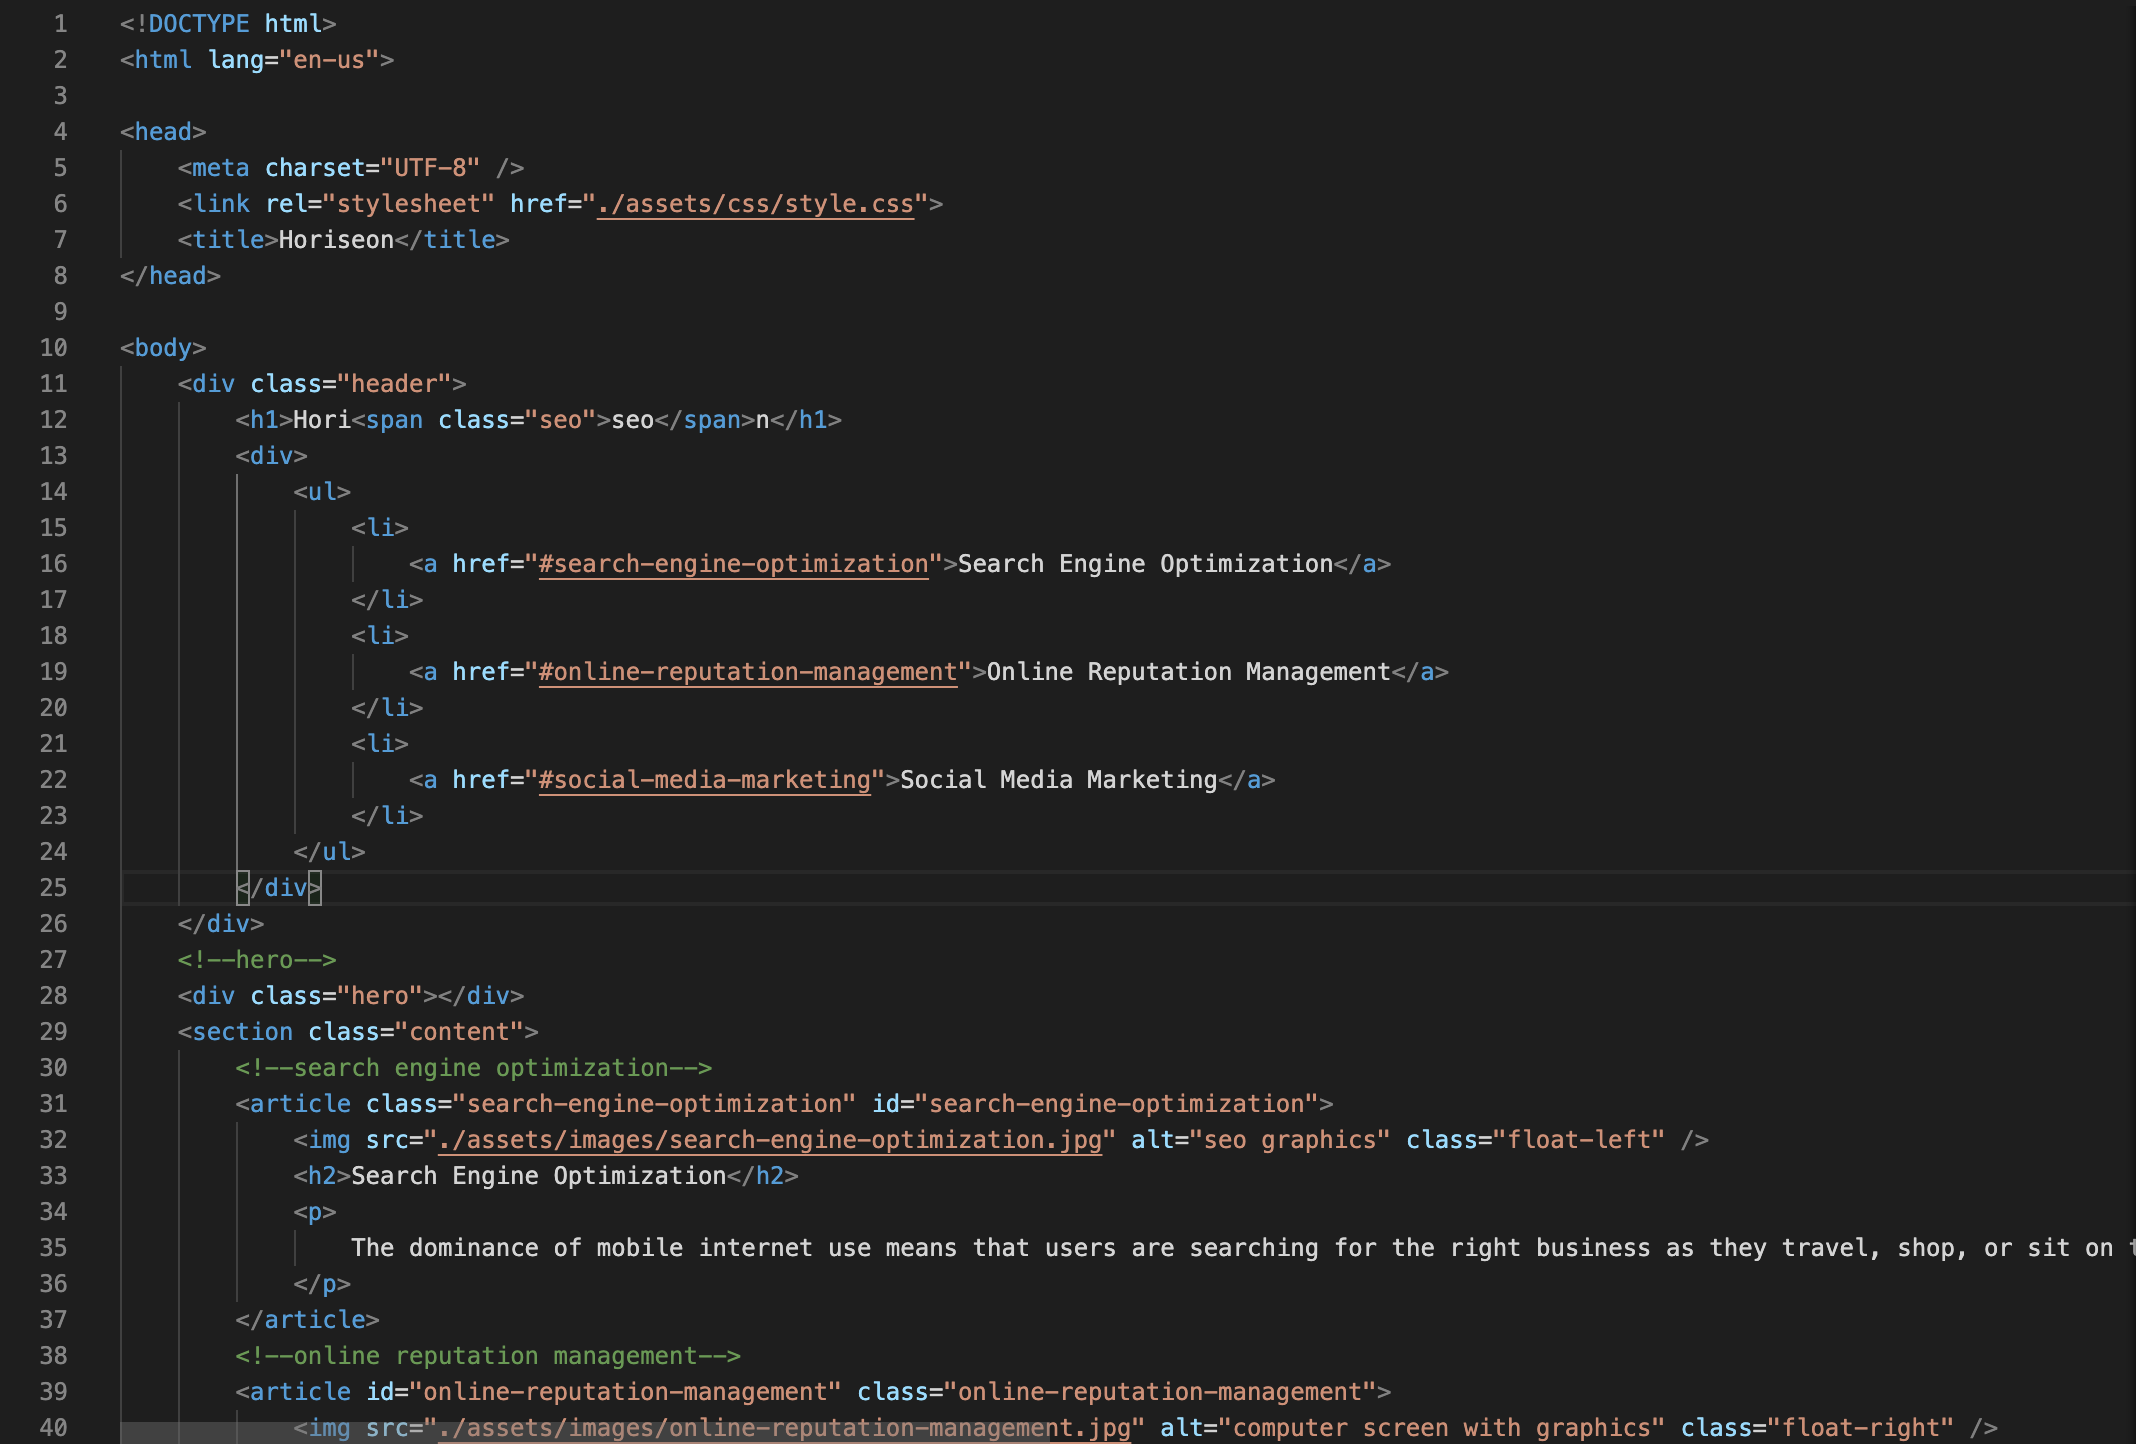 1 <!DOCTYPE html>
2 <html lang="en-us">
3
4 <head>
5     <meta charset="UTF-8" />
6     <link rel="stylesheet" href="./assets/css/style.css">
7     <title>Horiseon</title>
8 </head>
9
10 <body>
11     <div class="header">
12         <h1>Hori<span class="seo">seo</span>n</h1>
13         <div>
14             <ul>
15                 <li>
16                     <a href="#search-engine-optimization">Search Engine Optimization</a>
17                 </li>
18                 <li>
19                     <a href="#online-reputation-management">Online Reputation Management</a>
20                 </li>
21                 <li>
22                     <a href="#social-media-marketing">Social Media Marketing</a>
23                 </li>
24             </ul>
25         </div>
26     </div>
27     <!--hero-->
28     <div class="hero"></div>
29     <section class="content">
30         <!--search engine optimization-->
31         <article class="search-engine-optimization" id="search-engine-optimization">
32             <img src="./assets/images/search-engine-optimization.jpg" alt="seo graphics" class="float-left" />
33             <h2>Search Engine Optimization</h2>
34             <p>
35                 The dominance of mobile internet use means that users are searching for the right business as they travel, shop, or sit on
36             </p>
37         </article>
38         <!--online reputation management-->
39         <article id="online-reputation-management" class="online-reputation-management">
40             <img src="./assets/images/online-reputation-management.jpg" alt="computer screen with graphics" class="float-right" />